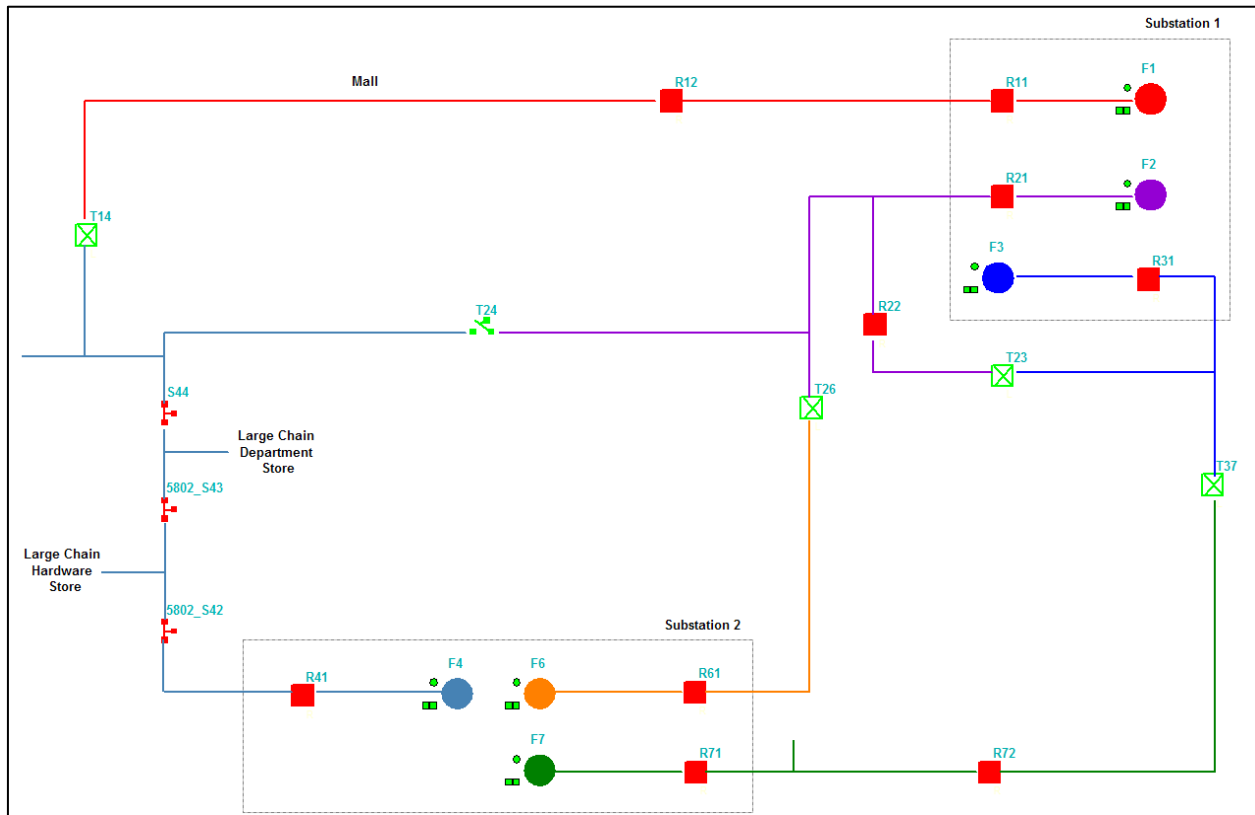 Substation 1
Mall
R12
R11
F1
T14
R21
F2
F3
R31
T24
R22
T23
T26
S44
Large Chain
Department
Store
T37
5802_S43
Large Chain
Hardware
Store
5802_S42
Substation 2
R41
F4
F6
R61
F7
R71
R72